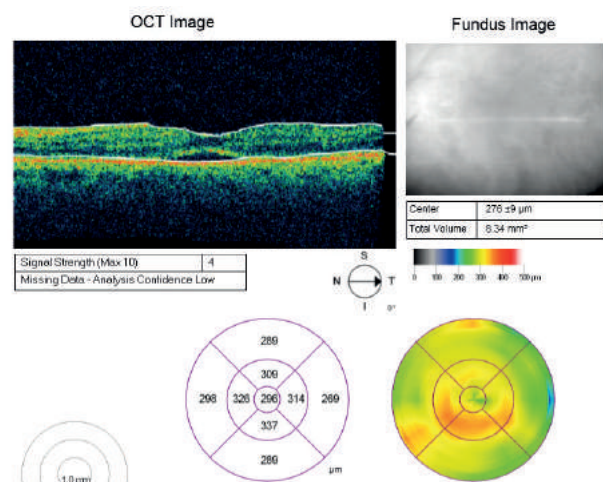 OCT Image
Fundus Image
Center 276 ±9 µm
Total Volume 8.34 mm³
Signal Strength (Max 10) 4
Missing Data - Analysis Confidence Low
0 100 200 300 400 500 µm
S
N T
I
0°
289
309
298 326 296 314 269
337
289
µm
1.0 mm